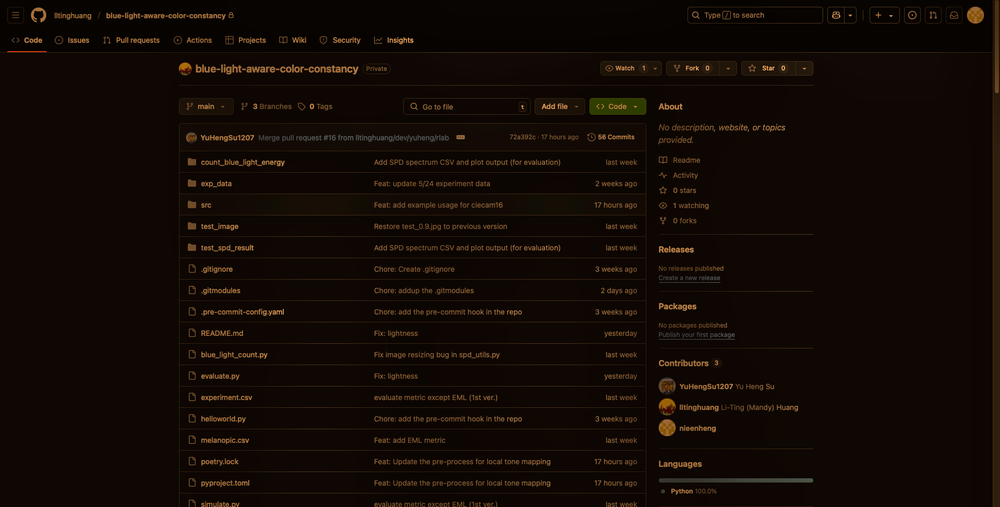 litinghuang / blue-light-aware-color-constancy
Type / to search
Code Issues Pull requests Actions Projects Wiki Security Insights
blue-light-aware-color-constancy Private
Watch 1 Fork 0 Star 0
main 3 Branches 0 Tags Go to file t Add file Code
YuHengSu1207 Merge pull request #16 from litinghuang/dev/yuheng/rlab 72a392c · 17 hours ago 56 Commits
count_blue_light_energy Add SPD spectrum CSV and plot output (for evaluation) last week
exp_data Feat: update 5/24 experiment data 2 weeks ago
src Feat: add example usage for ciecam16 17 hours ago
test_image Restore test_0.9.jpg to previous version last week
test_spd_result Add SPD spectrum CSV and plot output (for evaluation) last week
.gitignore Chore: Create .gitignore 3 weeks ago
.gitmodules Chore: addup the .gitmodules 2 days ago
.pre-commit-config.yaml Chore: add the pre-commit hook in the repo 3 weeks ago
README.md Fix: lightness yesterday
blue_light_count.py Fix image resizing bug in spd_utils.py last week
evaluate.py Fix: lightness yesterday
experiment.csv evaluate metric except EML (1st ver.) last week
helloworld.py Chore: add the pre-commit hook in the repo 3 weeks ago
melanopic.csv Feat: add EML metric last week
poetry.lock Feat: Update the pre-process for local tone mapping 17 hours ago
pyproject.toml Feat: Update the pre-process for local tone mapping 17 hours ago
simulate.py evaluate metric except EML (1st ver.) last week
About
No description, website, or topics
provided.
Readme
Activity
0 stars
1 watching
0 forks
Releases
No releases published
Create a new release
Packages
No packages published
Publish your first package
Contributors 3
YuHengSu1207 Yu Heng Su
litinghuang Li-Ting (Mandy) Huang
nieenheng
Languages
Python 100.0%